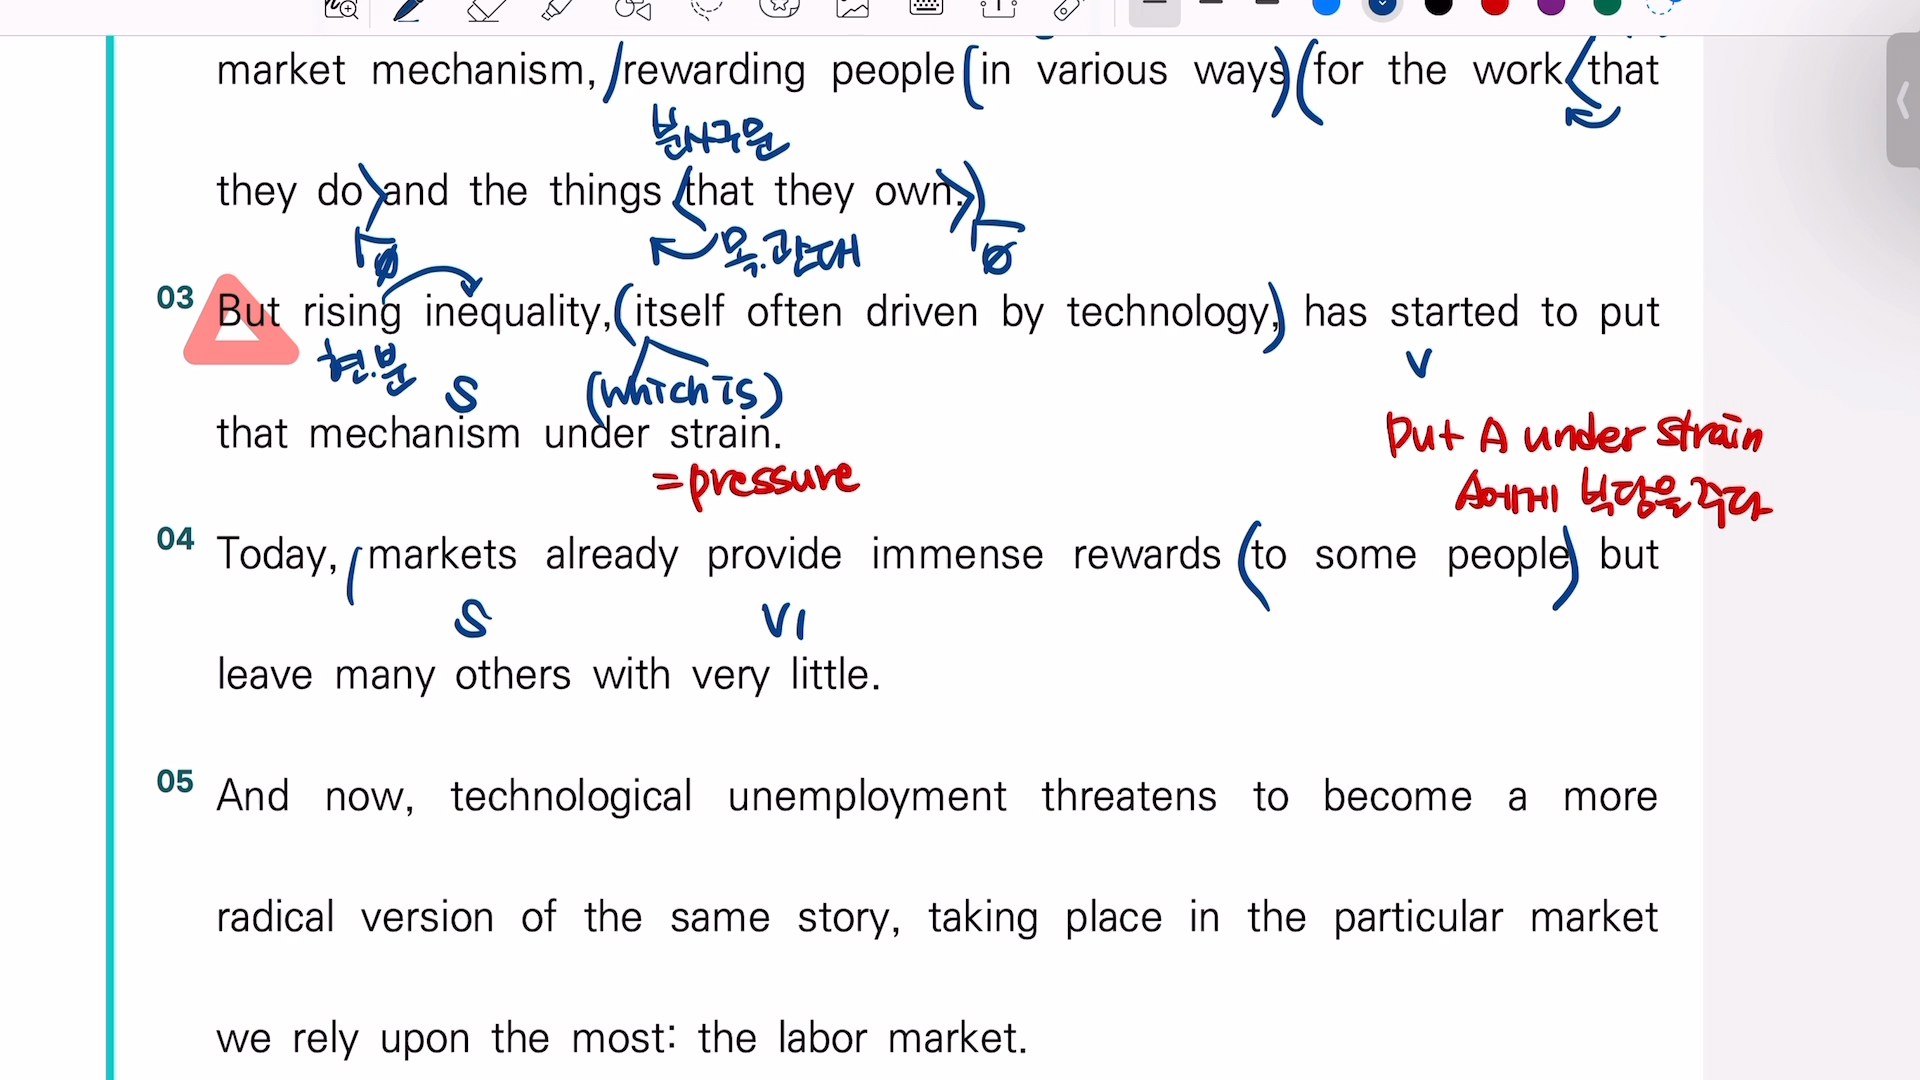 market mechanism, rewarding people in various ways for the work that
분사구문
they do and the things that they own.
목.관대
03 But rising inequality, itself often driven by technology, has started to put
현.분 S (which is) V
that mechanism under strain.
=pressure
put A under strain
A에게 부담을 주다
04 Today, markets already provide immense rewards to some people but
S V1
leave many others with very little.
05 And now, technological unemployment threatens to become a more
radical version of the same story, taking place in the particular market
we rely upon the most: the labor market.